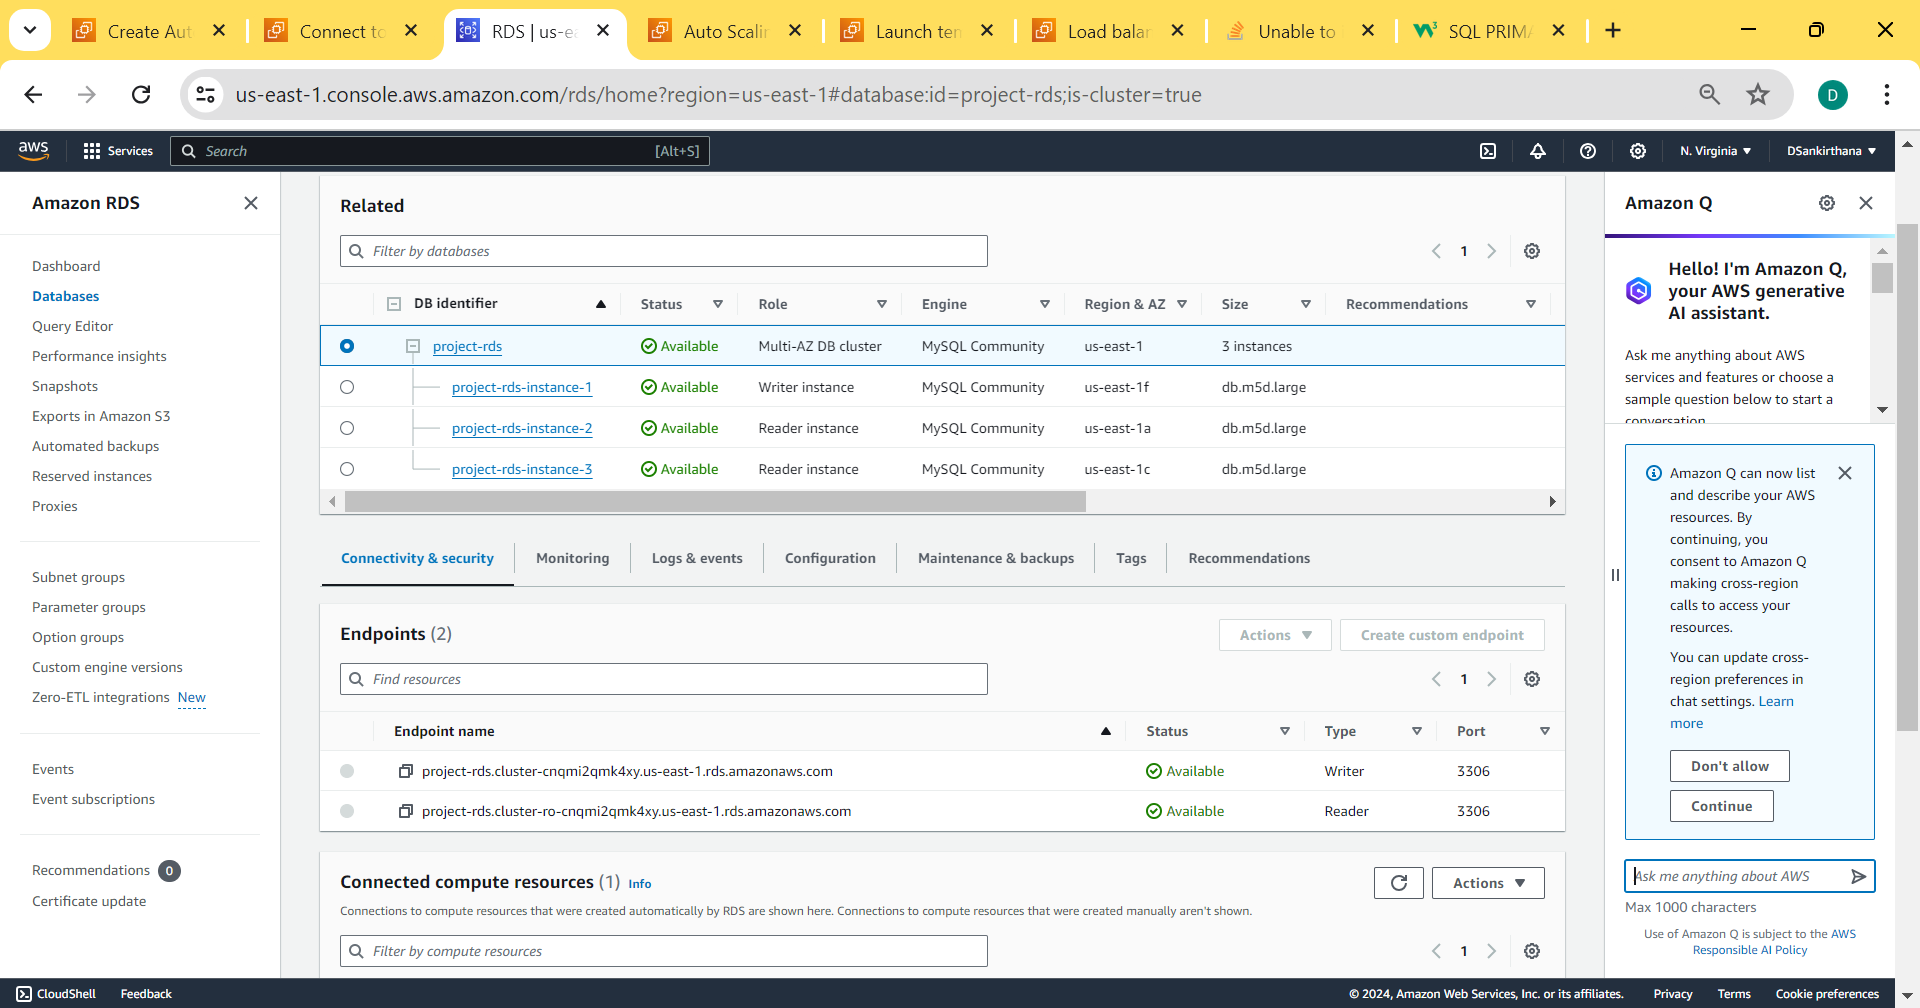 Create Aut
Connect to
RDS | us-ea
Auto Scalin
Launch tem
Load balan
Unable to
SQL PRIMA
us-east-1.console.aws.amazon.com/rds/home?region=us-east-1#database:id=project-rds;is-cluster=true
D
aws
Services
Search
[Alt+S]
N. Virginia
DSankirthana
Amazon RDS
Dashboard
Databases
Query Editor
Performance insights
Snapshots
Exports in Amazon S3
Automated backups
Reserved instances
Proxies
Subnet groups
Parameter groups
Option groups
Custom engine versions
Zero-ETL integrations New
Events
Event subscriptions
Recommendations 0
Certificate update
Related
Filter by databases
1
DB identifier Status Role Engine Region & AZ Size Recommendations
project-rds Available Multi-AZ DB cluster MySQL Community us-east-1 3 instances
project-rds-instance-1 Available Writer instance MySQL Community us-east-1f db.m5d.large
project-rds-instance-2 Available Reader instance MySQL Community us-east-1a db.m5d.large
project-rds-instance-3 Available Reader instance MySQL Community us-east-1c db.m5d.large
Connectivity & security Monitoring Logs & events Configuration Maintenance & backups Tags Recommendations
Endpoints (2)
Actions
Create custom endpoint
Find resources
1
Endpoint name Status Type Port
project-rds.cluster-cnqmi2qmk4xy.us-east-1.rds.amazonaws.com Available Writer 3306
project-rds.cluster-ro-cnqmi2qmk4xy.us-east-1.rds.amazonaws.com Available Reader 3306
Connected compute resources (1) Info
Actions
Connections to compute resources that were created automatically by RDS are shown here. Connections to compute resources that were created manually aren't shown.
Filter by compute resources
1
Amazon Q
Hello! I'm Amazon Q,
your AWS generative
AI assistant.
Ask me anything about AWS
services and features or choose a
sample question below to start a
conversation
Amazon Q can now list
and describe your AWS
resources. By
continuing, you
consent to Amazon Q
making cross-region
calls to access your
resources.
You can update cross-
region preferences in
chat settings. Learn
more
Don't allow
Continue
Ask me anything about AWS
Max 1000 characters
Use of Amazon Q is subject to the AWS
Responsible AI Policy
CloudShell
Feedback
© 2024, Amazon Web Services, Inc. or its affiliates.
Privacy
Terms
Cookie preferences